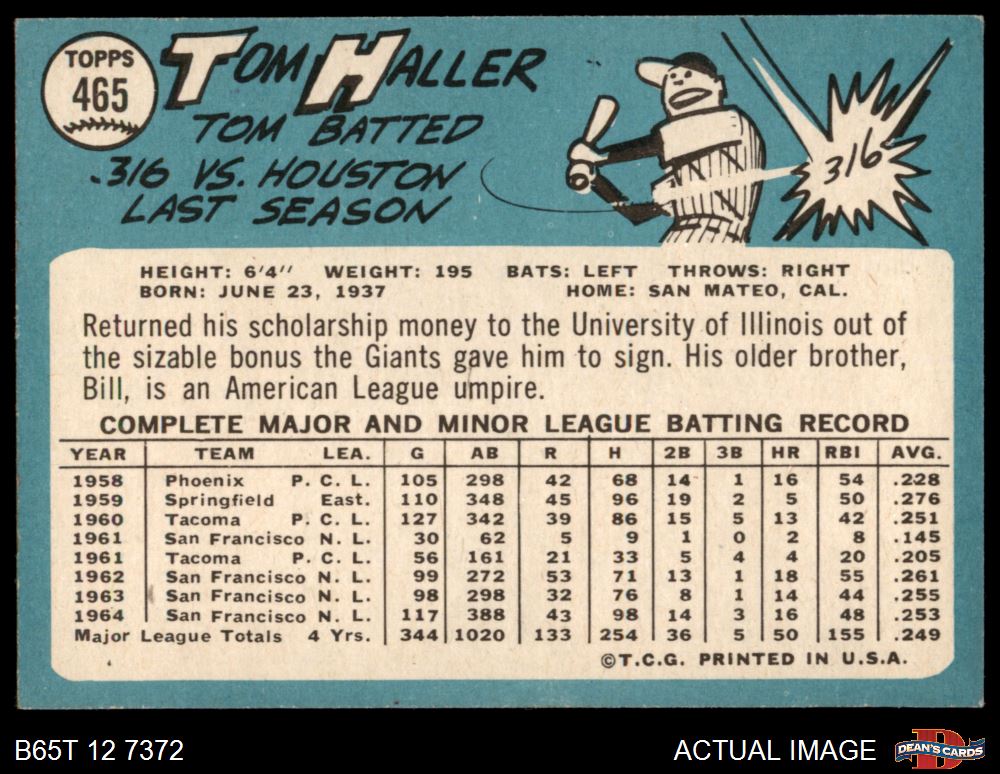 TOPPS
465
TOM HALLER
TOM BATTED
.316 VS. HOUSTON
LAST SEASON
316
HEIGHT: 6'4" WEIGHT: 195 BATS: LEFT THROWS: RIGHT
BORN: JUNE 23, 1937 HOME: SAN MATEO, CAL.
Returned his scholarship money to the University of Illinois out of
the sizable bonus the Giants gave him to sign. His older brother,
Bill, is an American League umpire.
COMPLETE MAJOR AND MINOR LEAGUE BATTING RECORD
YEAR TEAM LEA. G AB R H 2B 3B HR RBI AVG.
1958 Phoenix P. C. L. 105 298 42 68 14 1 16 54 .228
1959 Springfield East. 110 348 45 96 19 2 5 50 .276
1960 Tacoma P. C. L. 127 342 39 86 15 5 13 42 .251
1961 San Francisco N. L. 30 62 5 9 1 0 2 8 .145
1961 Tacoma P. C. L. 56 161 21 33 5 4 4 20 .205
1962 San Francisco N. L. 99 272 53 71 13 1 18 55 .261
1963 San Francisco N. L. 98 298 32 76 8 1 14 44 .255
1964 San Francisco N. L. 117 388 43 98 14 3 16 48 .253
Major League Totals 4 Yrs. 344 1020 133 254 36 5 50 155 .249
©T.C.G. PRINTED IN U.S.A.
B65T 12 7372
ACTUAL IMAGE
D
DEAN'S CARDS